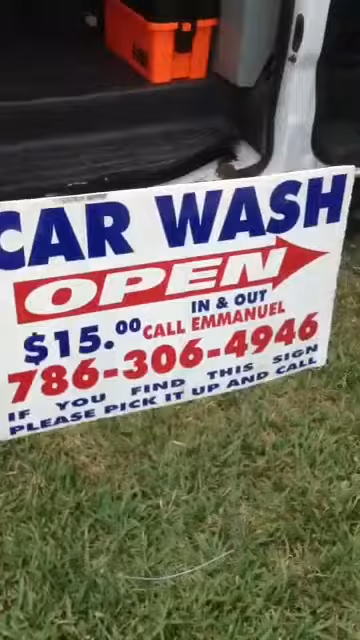 CAR WASH
OPEN
$15.00 IN & OUT
CALL EMMANUEL
786-306-4946
IF YOU FIND THIS SIGN
PLEASE PICK IT UP AND CALL